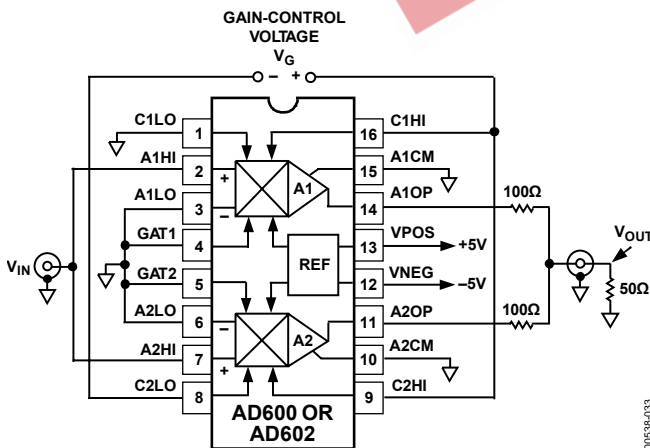 GAIN-CONTROL
VOLTAGE
VG
– +
C1LO 1 16 C1HI
A1HI 2 + A1 15 A1CM
A1LO 3 – 14 A1OP 100Ω
GAT1 4 REF 13 VPOS +5V VOUT
VIN GAT2 5 12 VNEG –5V 50Ω
A2LO 6 – A2 11 A2OP 100Ω
A2HI 7 + 10 A2CM
C2LO 8 9 C2HI
AD600 OR
AD602
00538-033